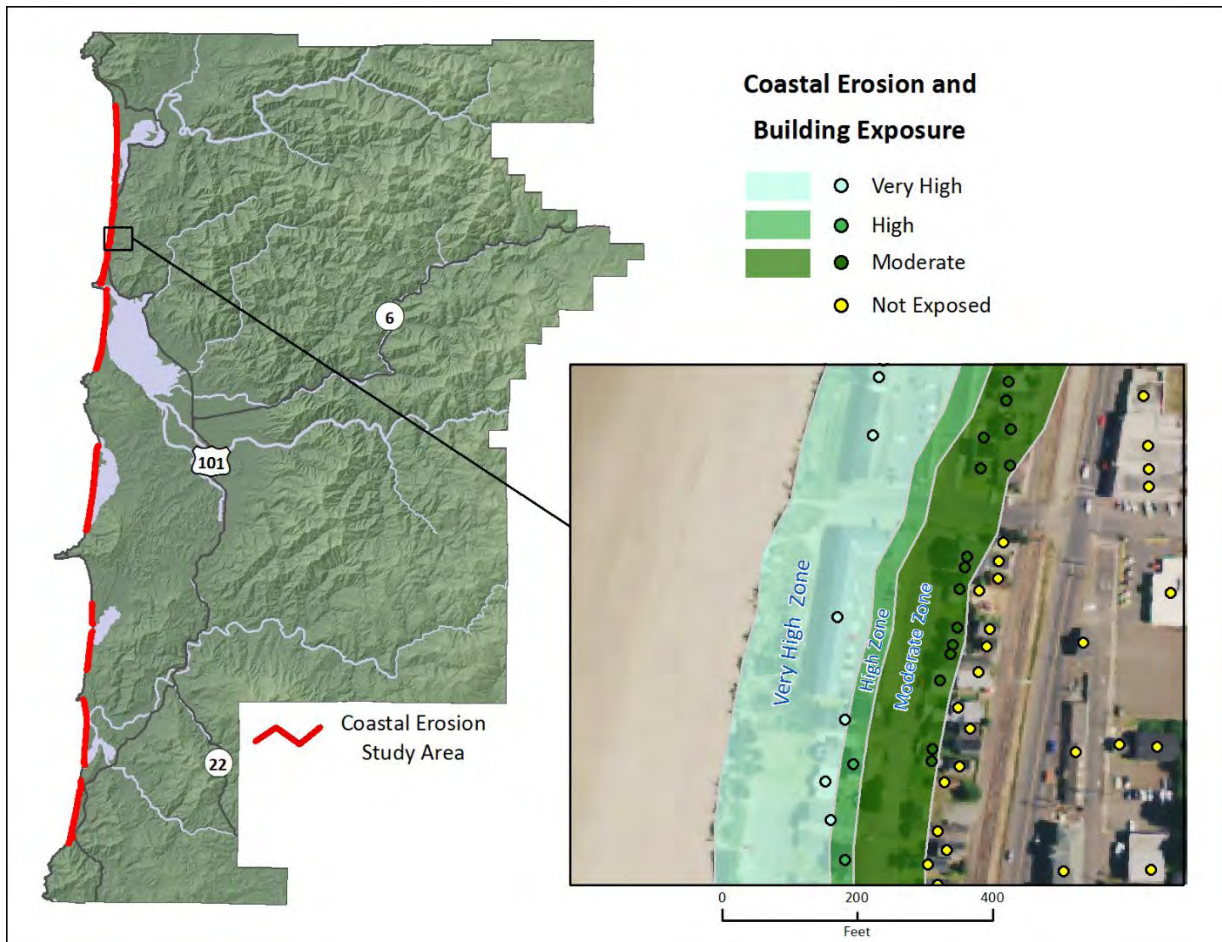 Coastal Erosion and
Building Exposure
Very High
High
Moderate
Not Exposed
6
101
22
Coastal Erosion
Study Area
Very High Zone
High Zone
Moderate Zone
0
200
400
Feet